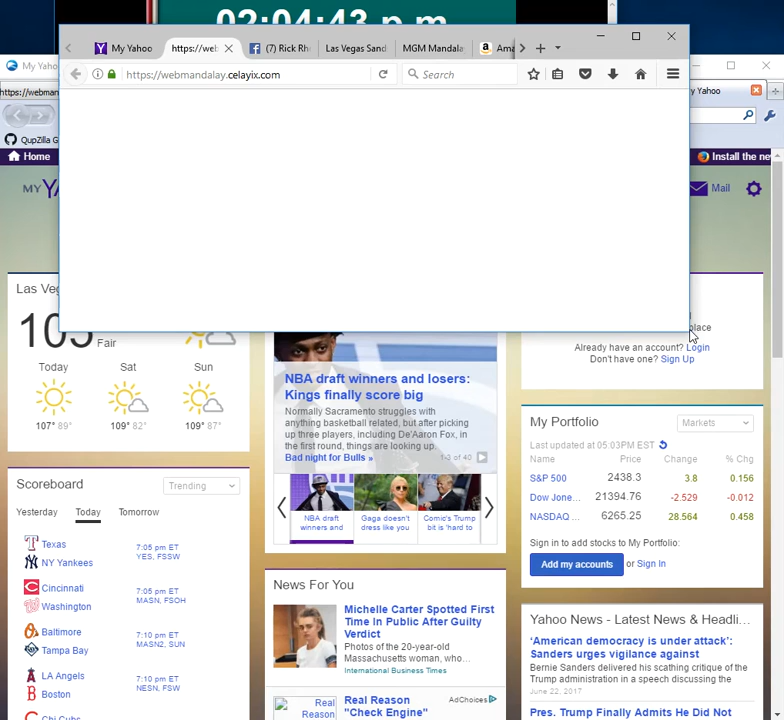 02:04:43 p.m.
My Yahoo
https://web
(7) Rick Rh
Las Vegas Sand
MGM Mandala
Ama
https://webmandalay.celayix.com
Search
My Yaho
https://webman
QupZilla G
My Yahoo
Home
Install the ne
MY
Mail
Las Veg
105
Fair
Today
Sat
Sun
107° 89°
109° 82°
109° 87°
Scoreboard
Trending
Yesterday
Today
Tomorrow
Texas
NY Yankees
7:05 pm ET
YES, FSSW
Cincinnati
Washington
7:05 pm ET
MASN, FSOH
Baltimore
Tampa Bay
7:10 pm ET
MASN2, SUN
LA Angels
Boston
7:10 pm ET
NESN, FSW
Chi Cubs
NBA draft winners and losers:
Kings finally score big
Normally Sacramento struggles with
anything basketball related, but after picking
up three players, including De'Aaron Fox, in
the first round, things are looking up.
Bad night for Bulls »
1-3 of 40
NBA draft
winners and
Gaga doesn't
dress like you
Comic's Trump
bit is 'hard to
News For You
Michelle Carter Spotted First
Time In Public After Guilty
Verdict
Photos of the 20-year-old
Massachusetts woman, who…
International Business Times
Real
Reason
Real Reason
"Check Engine"
AdChoices
place
Already have an account? Login
Don't have one? Sign Up
My Portfolio
Markets
Last updated at 05:03PM EST
Name Price Change % Chg
S&P 500 2438.3 3.8 0.156
Dow Jone… 21394.76 -2.529 -0.012
NASDAQ … 6265.25 28.564 0.458
Sign in to add stocks to My Portfolio:
Add my accounts
or Sign In
Yahoo News - Latest News & Headli…
'American democracy is under attack':
Sanders urges vigilance against
Bernie Sanders delivered his scathing critique of the
Trump administration in a speech discussing the
June 22, 2017
Pres. Trump Finally Admits He Did Not